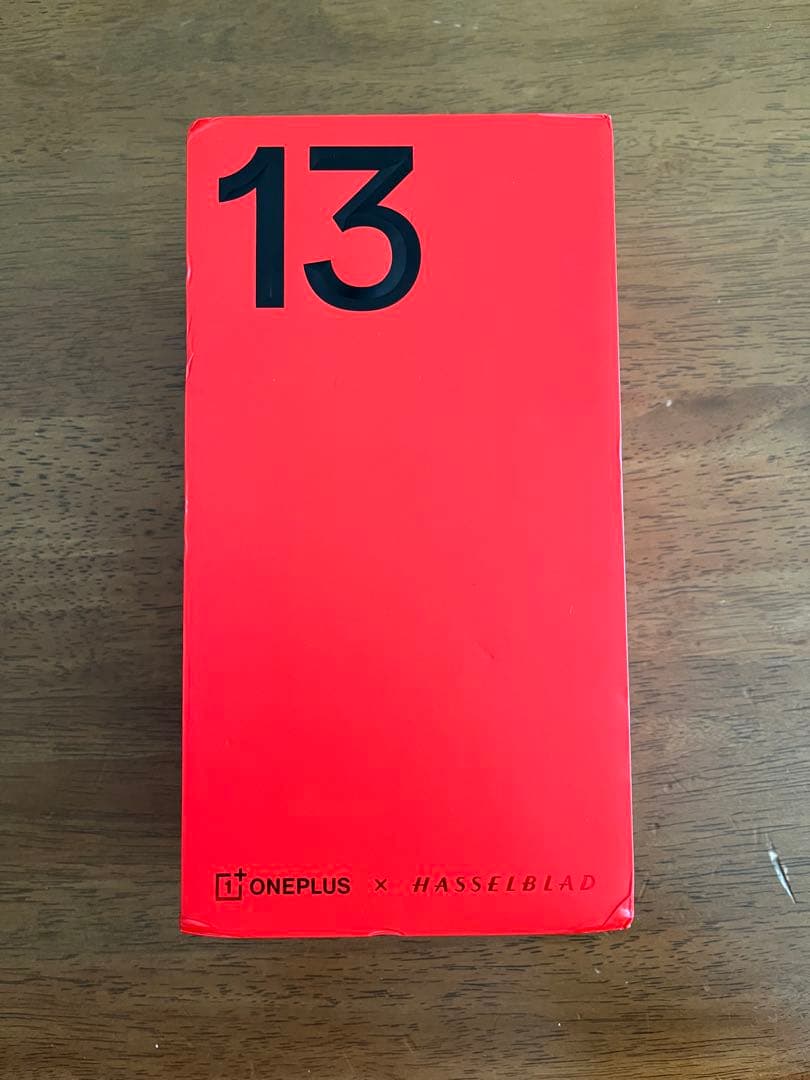 13
1+ ONEPLUS × HASSELBLAD